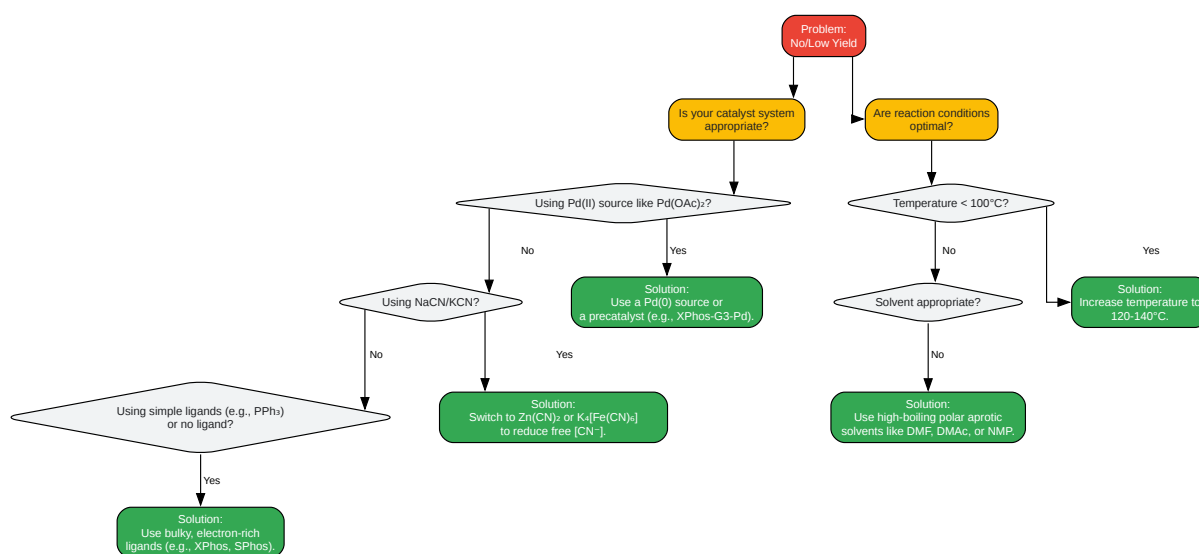 Problem:
No/Low Yield
Is your catalyst system
appropriate?
Are reaction conditions
optimal?
Using Pd(II) source like Pd(OAc)₂?
Temperature < 100°C?
No
Yes
No
Yes
Using NaCN/KCN?
Solution:
Use a Pd(0) source or
a precatalyst (e.g., XPhos-G3-Pd).
Solvent appropriate?
Solution:
Increase temperature to
120-140°C.
No
Yes
No
Using simple ligands (e.g., PPh₃)
or no ligand?
Solution:
Switch to Zn(CN)₂ or K₄[Fe(CN)₆]
to reduce free [CN⁻].
Solution:
Use high-boiling polar aprotic
solvents like DMF, DMAc, or NMP.
Yes
Solution:
Use bulky, electron-rich
ligands (e.g., XPhos, SPhos).